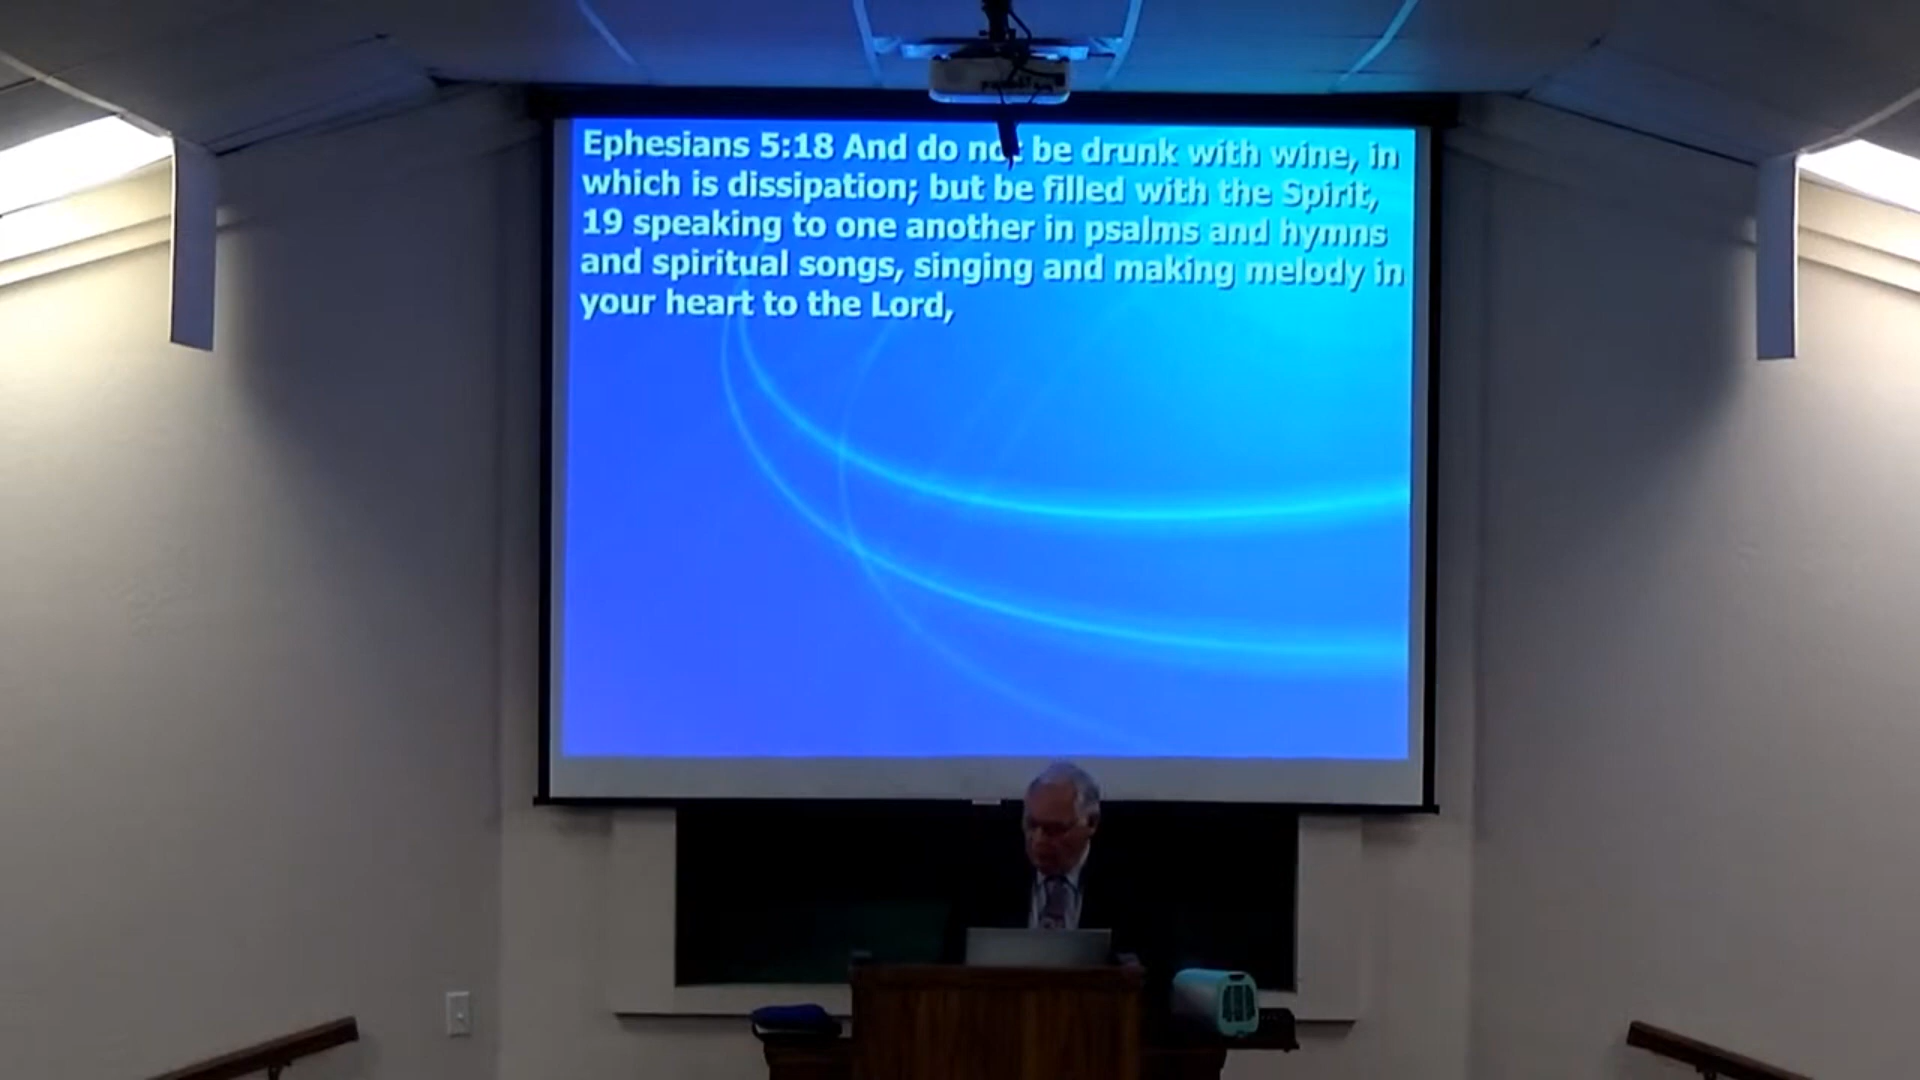 Ephesians 5:18 And do not be drunk with wine, in
which is dissipation; but be filled with the Spirit,
19 speaking to one another in psalms and hymns
and spiritual songs, singing and making melody in
your heart to the Lord,